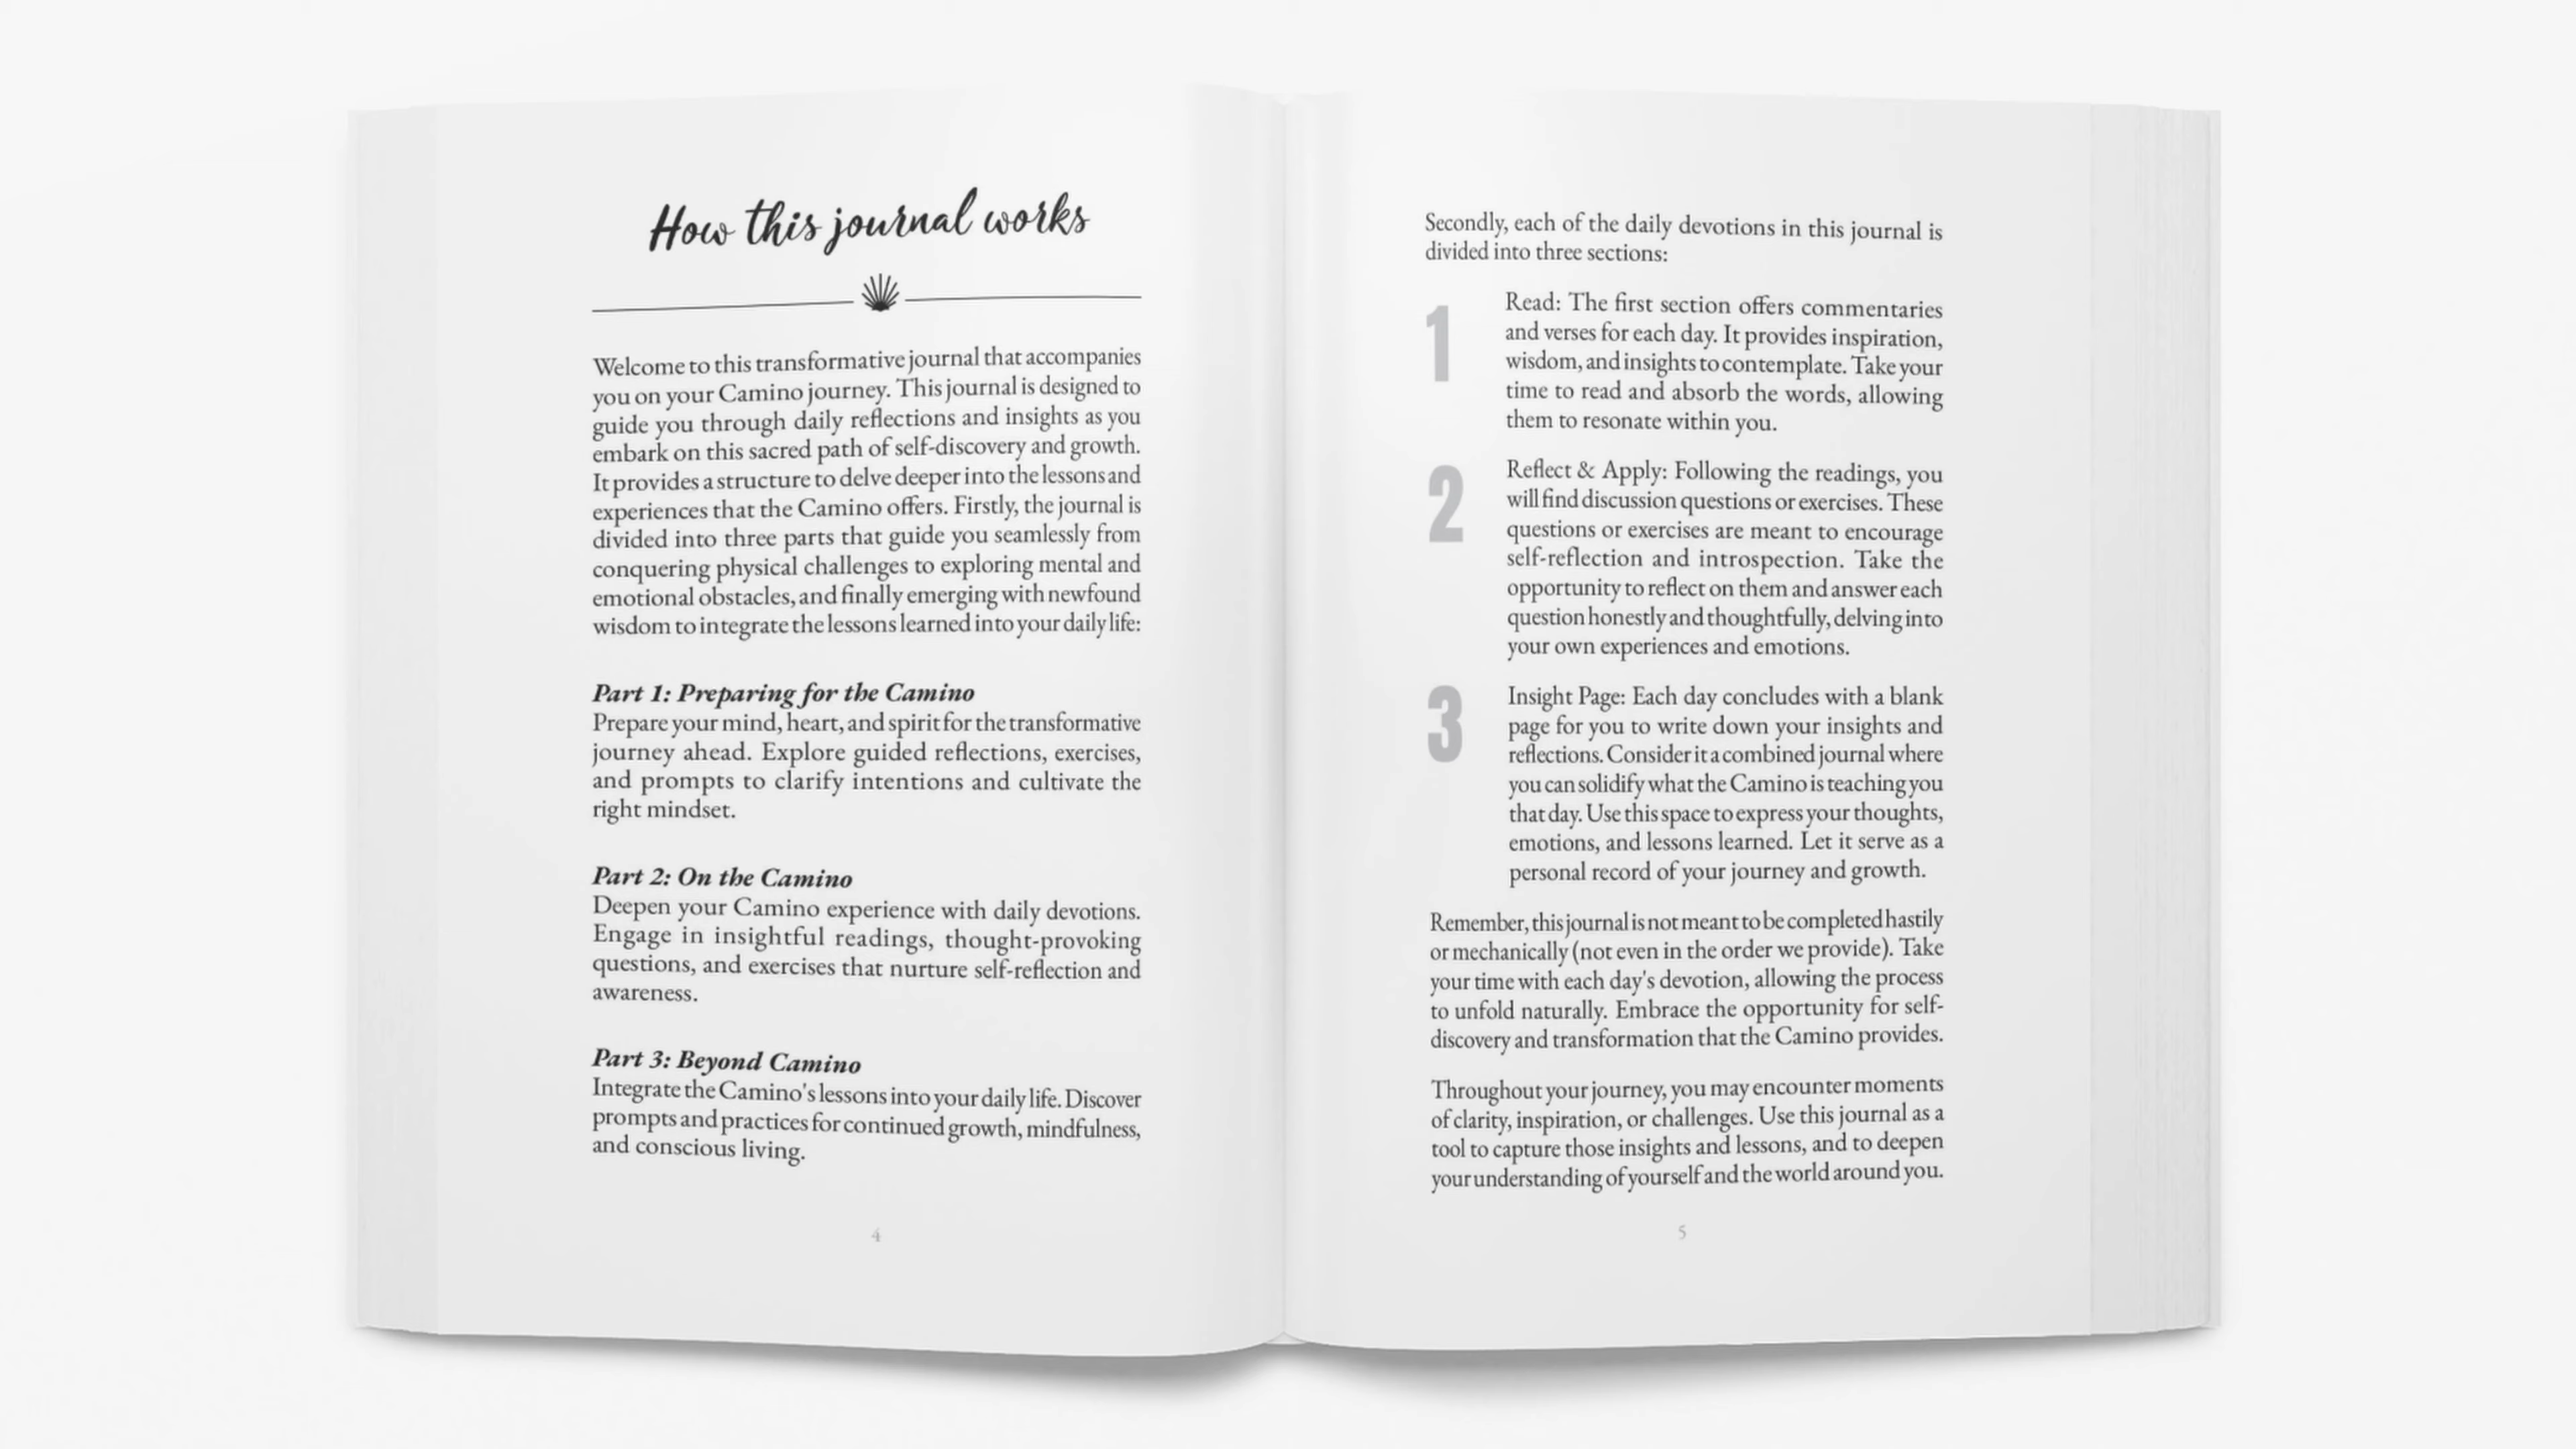 How this journal works
Welcome to this transformative journal that accompanies
you on your Camino journey. This journal is designed to
guide you through daily reflections and insights as you
embark on this sacred path of self-discovery and growth.
It provides a structure to delve deeper into the lessons and
experiences that the Camino offers. Firstly, the journal is
divided into three parts that guide you seamlessly from
conquering physical challenges to exploring mental and
emotional obstacles, and finally emerging with newfound
wisdom to integrate the lessons learned into your daily life:
Part 1: Preparing for the Camino
Prepare your mind, heart, and spirit for the transformative
journey ahead. Explore guided reflections, exercises,
and prompts to clarify intentions and cultivate the
right mindset.
Part 2: On the Camino
Deepen your Camino experience with daily devotions.
Engage in insightful readings, thought-provoking
questions, and exercises that nurture self-reflection and
awareness.
Part 3: Beyond Camino
Integrate the Camino's lessons into your daily life. Discover
prompts and practices for continued growth, mindfulness,
and conscious living.
4
Secondly, each of the daily devotions in this journal is
divided into three sections:
1
Read: The first section offers commentaries
and verses for each day. It provides inspiration,
wisdom, and insights to contemplate. Take your
time to read and absorb the words, allowing
them to resonate within you.
2
Reflect & Apply: Following the readings, you
will find discussion questions or exercises. These
questions or exercises are meant to encourage
self-reflection and introspection. Take the
opportunity to reflect on them and answer each
question honestly and thoughtfully, delving into
your own experiences and emotions.
3
Insight Page: Each day concludes with a blank
page for you to write down your insights and
reflections. Consider it a combined journal where
you can solidify what the Camino is teaching you
that day. Use this space to express your thoughts,
emotions, and lessons learned. Let it serve as a
personal record of your journey and growth.
Remember, this journal is not meant to be completed hastily
or mechanically (not even in the order we provide). Take
your time with each day's devotion, allowing the process
to unfold naturally. Embrace the opportunity for self-
discovery and transformation that the Camino provides.
Throughout your journey, you may encounter moments
of clarity, inspiration, or challenges. Use this journal as a
tool to capture those insights and lessons, and to deepen
your understanding of yourself and the world around you.
5